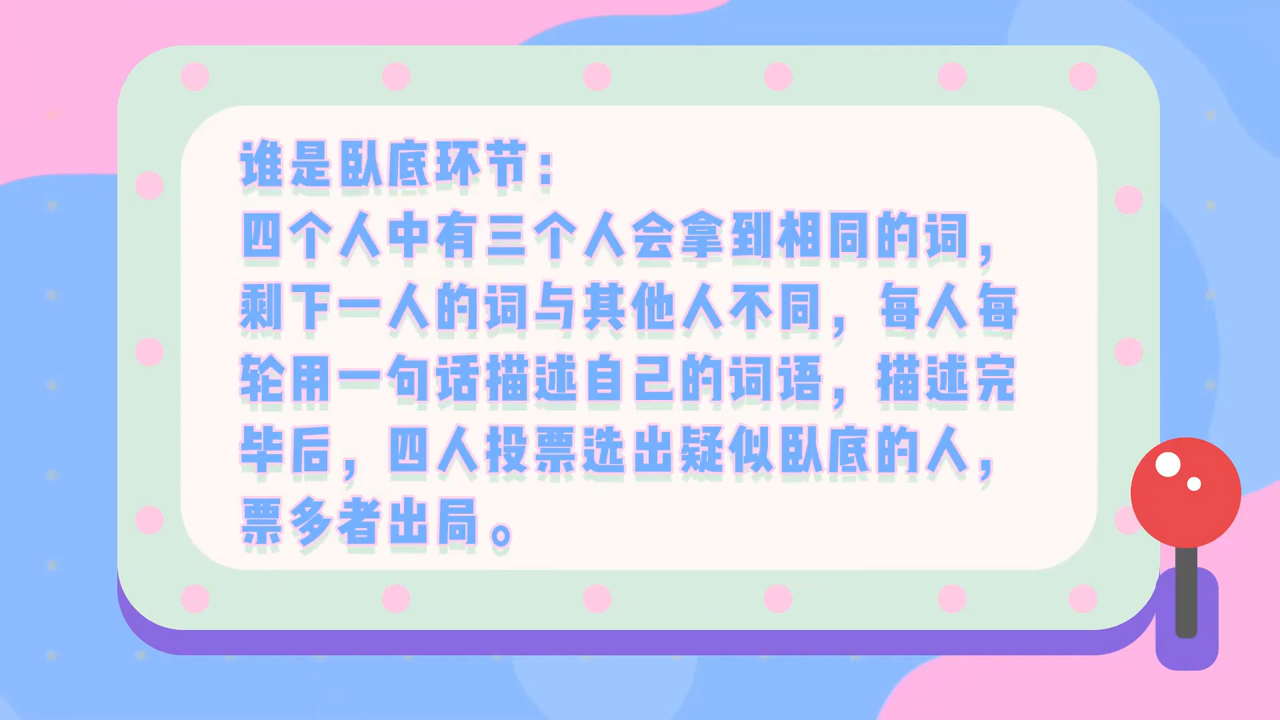 谁是卧底环节：
四个人中有三个人会拿到相同的词，
剩下一人的词与其他人不同，每人每
轮用一句话描述自己的词语，描述完
毕后，四人投票选出疑似卧底的人，
票多者出局。